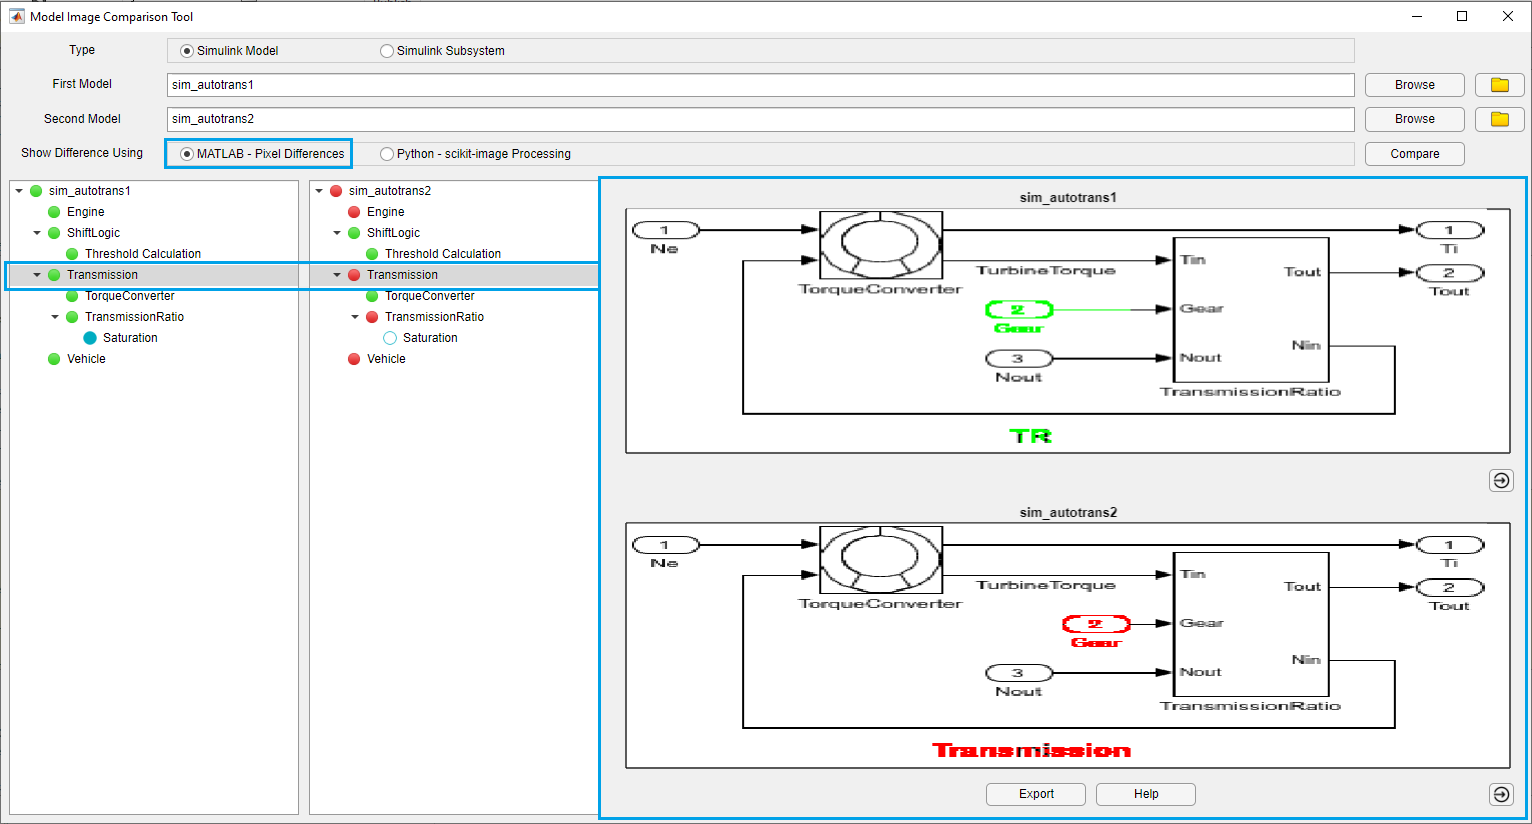 Model Image Comparison Tool
Type
Simulink Model
Simulink Subsystem
First Model
sim_autotrans1
Browse
Second Model
sim_autotrans2
Browse
Show Difference Using
MATLAB - Pixel Differences
Python - scikit-image Processing
Compare
sim_autotrans1
Engine
ShiftLogic
Threshold Calculation
Transmission
TorqueConverter
TransmissionRatio
Saturation
Vehicle
sim_autotrans2
Engine
ShiftLogic
Threshold Calculation
Transmission
TorqueConverter
TransmissionRatio
Saturation
Vehicle
sim_autotrans1
1
Ne
TorqueConverter
TurbineTorque
2
Gear
3
Nout
Tin
Gear
Nout
Tout
Nin
TransmissionRatio
1
Ti
2
Tout
TR
sim_autotrans2
1
Ne
TorqueConverter
TurbineTorque
2
Gear
3
Nout
Tin
Gear
Nout
Tout
Nin
TransmissionRatio
1
Ti
2
Tout
Transmission
Export
Help